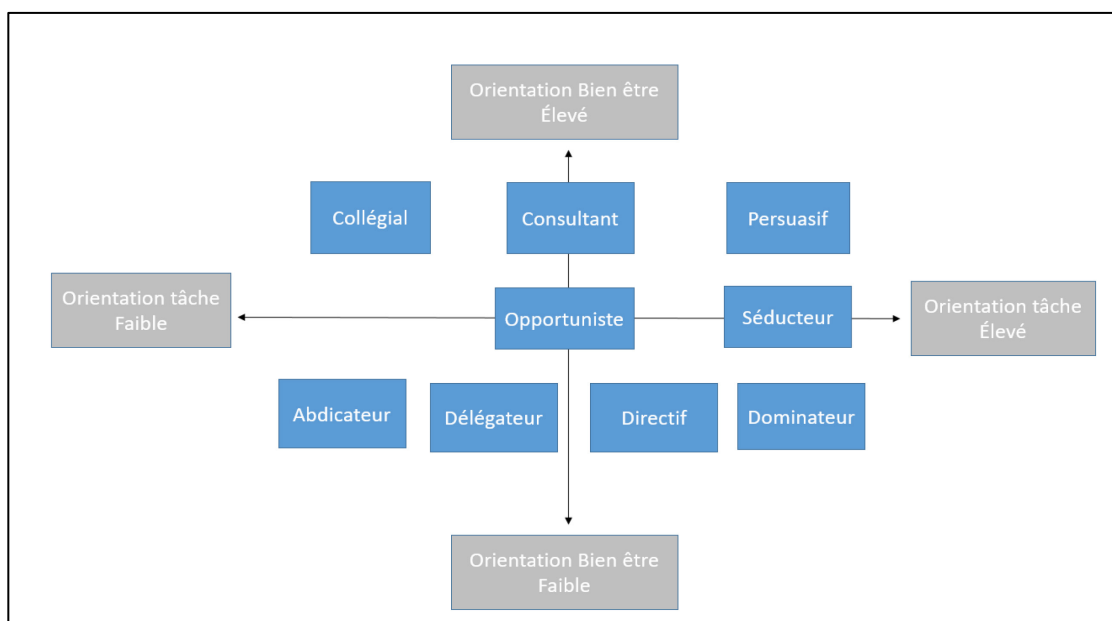 Orientation Bien être
Élevé
Collégial
Consultant
Persuasif
Orientation tâche
Faible
Opportuniste
Séducteur
Orientation tâche
Élevé
Abdicateur
Délégateur
Directif
Dominateur
Orientation Bien être
Faible